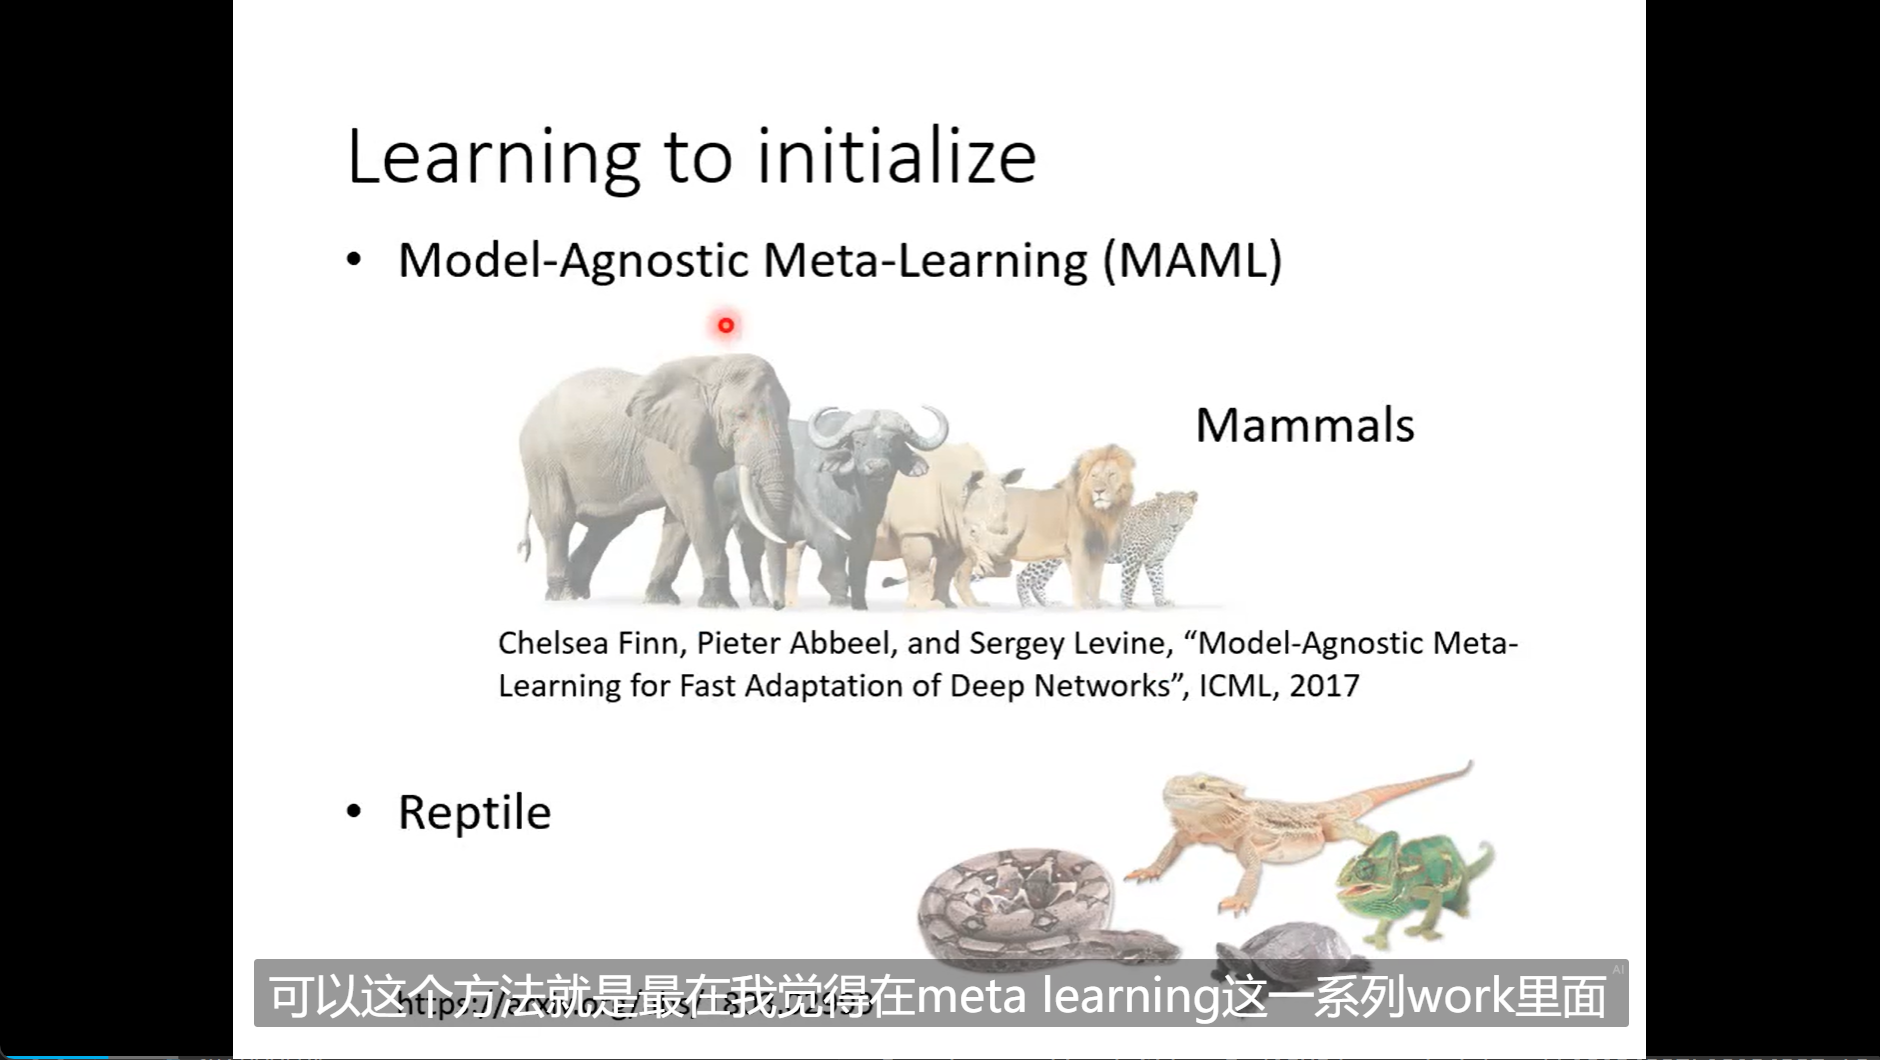 Learning to initialize
• Model-Agnostic Meta-Learning (MAML)
Mammals
Chelsea Finn, Pieter Abbeel, and Sergey Levine, “Model-Agnostic Meta-
Learning for Fast Adaptation of Deep Networks”, ICML, 2017
• Reptile
AI
可以这个方法就是最在我觉得在meta learning这一系列work里面